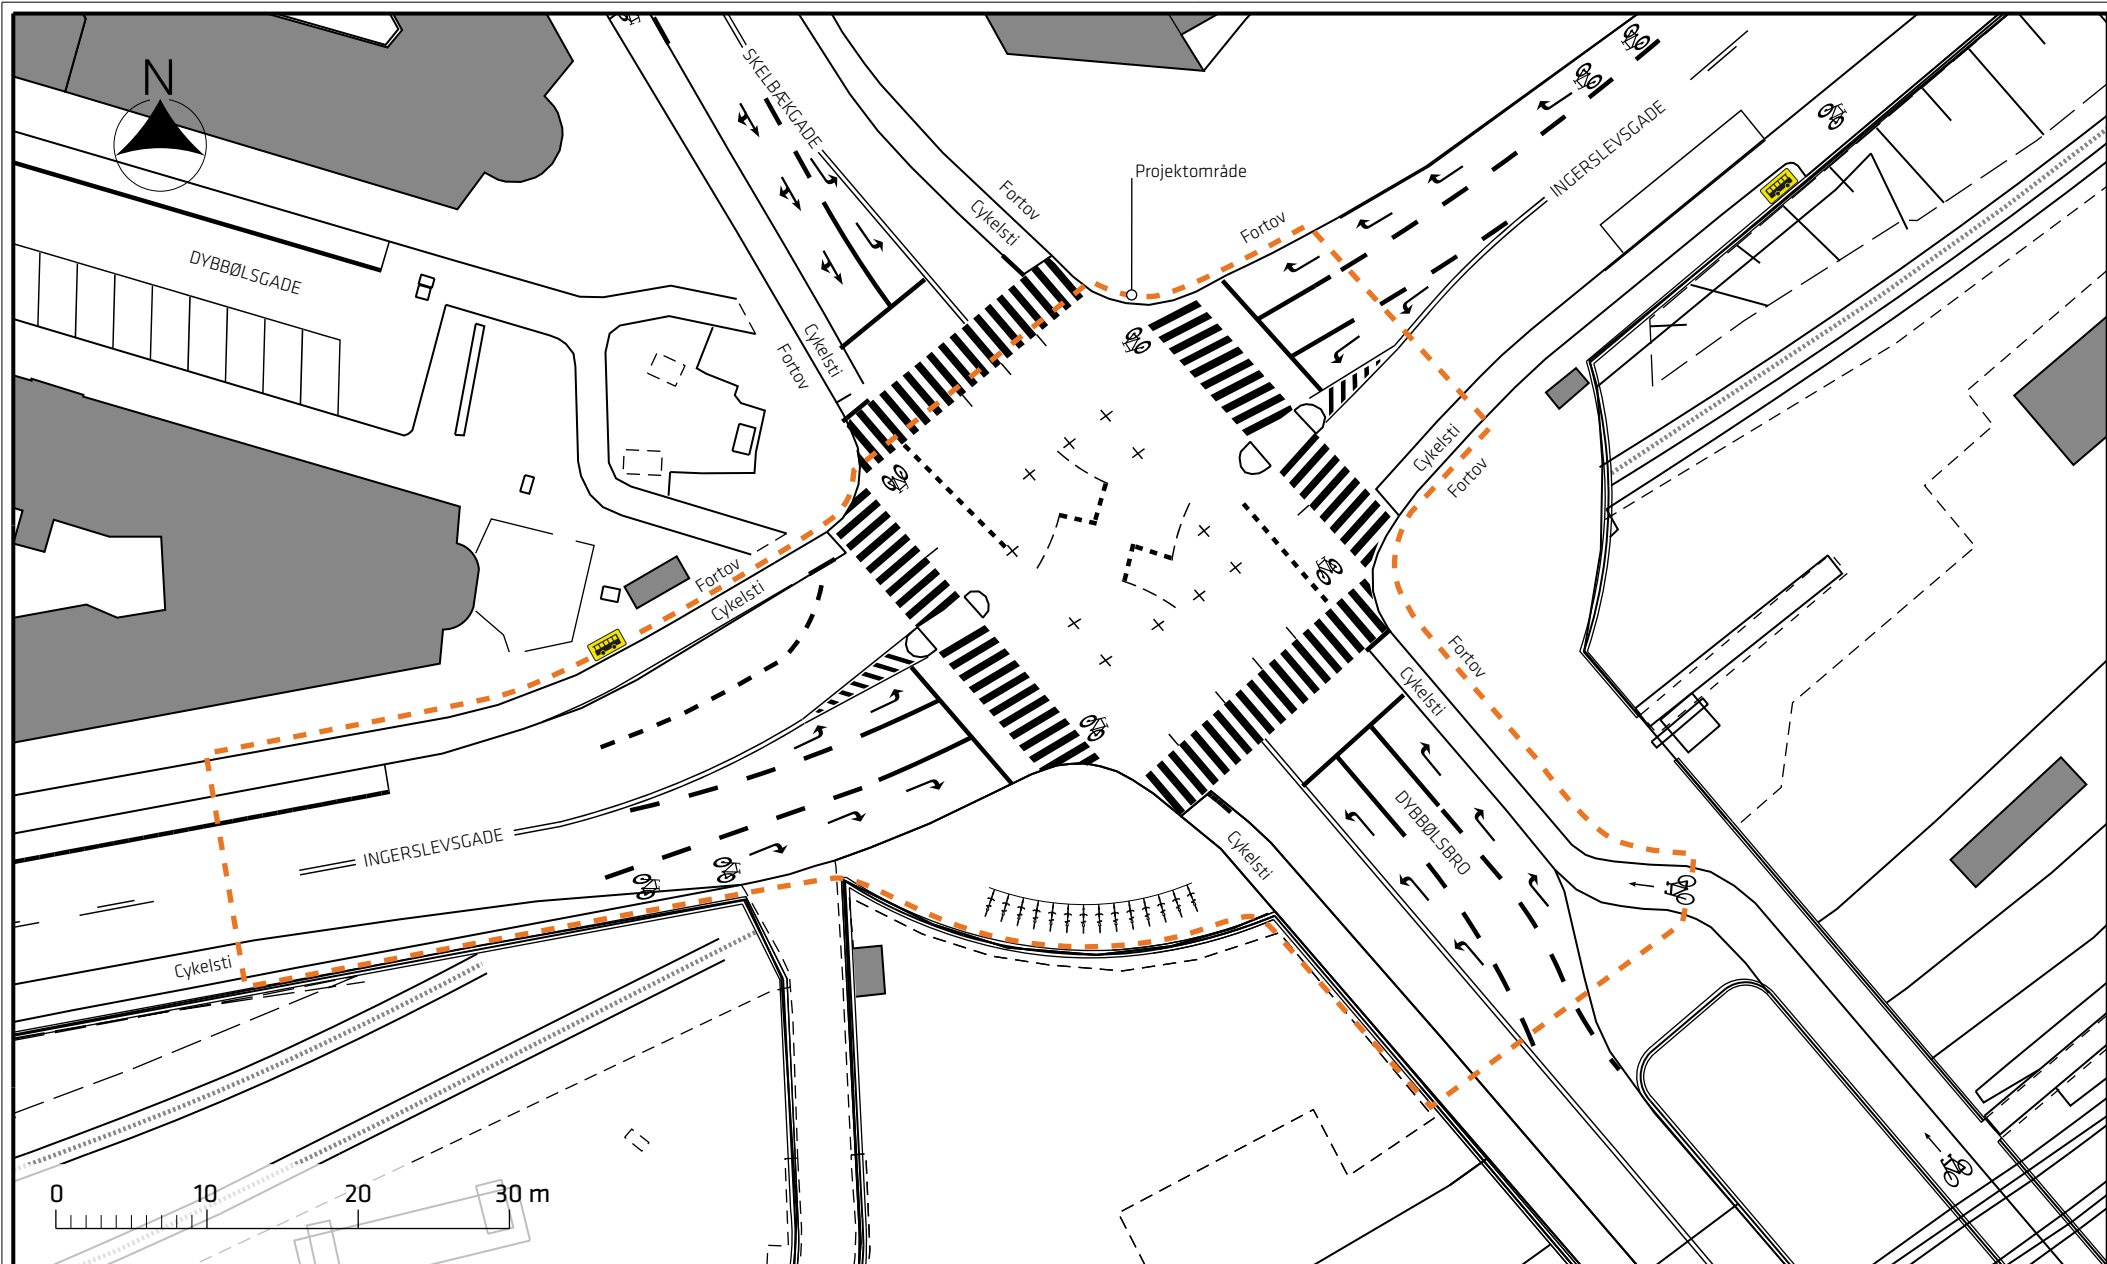 N
SKELBÆKGADE
INGERSLEVSGADE
Projektområde
Fortov
Cykelsti
Fortov
DYBBØLSGADE
Cykelsti
Fortov
Cykelsti
Fortov
Fortov
Cykelsti
Fortov
Cykelsti
DYBBØLSBRO
INGERSLEVSGADE
Cykelsti
Cykelsti
0 10 20 30 m